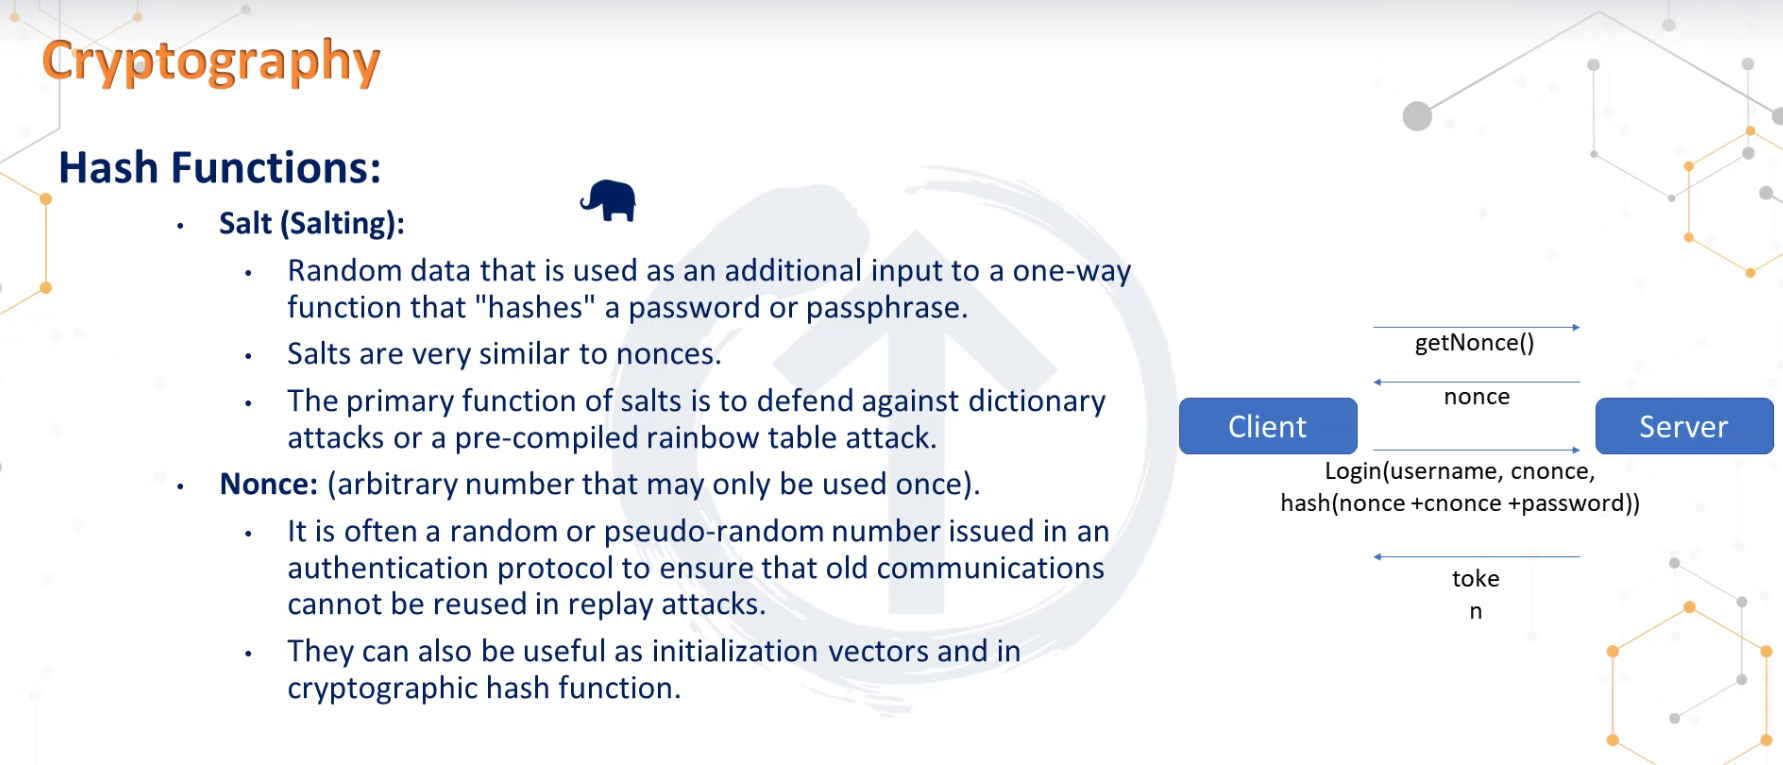 Cryptography
Hash Functions:
• Salt (Salting):
• Random data that is used as an additional input to a one-way
function that "hashes" a password or passphrase.
• Salts are very similar to nonces.
• The primary function of salts is to defend against dictionary
attacks or a pre-compiled rainbow table attack.
• Nonce: (arbitrary number that may only be used once).
• It is often a random or pseudo-random number issued in an
authentication protocol to ensure that old communications
cannot be reused in replay attacks.
• They can also be useful as initialization vectors and in
cryptographic hash function.
getNonce()
nonce
Client
Server
Login(username, cnonce,
hash(nonce +cnonce +password))
toke
n